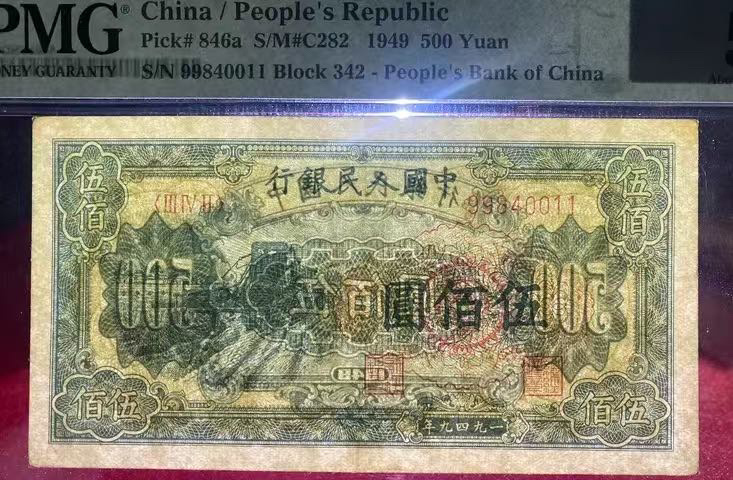 PMG®
MONEY GUARANTY
China / People's Republic
Pick# 846a S/M#C282 1949 500 Yuan
S/N 99840011 Block 342 - People's Bank of China
中國人民銀行
伍佰
伍佰
〈III IV II〉
99840011
500
伍佰圓
500
伍佰
一九四九年
伍佰